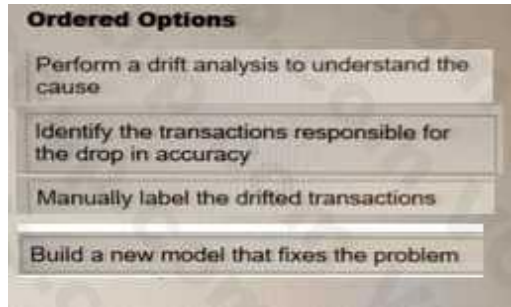 Ordered Options
Perform a drift analysis to understand the
cause
Identify the transactions responsible for
the drop in accuracy
Manually label the drifted transactions
Build a new model that fixes the problem